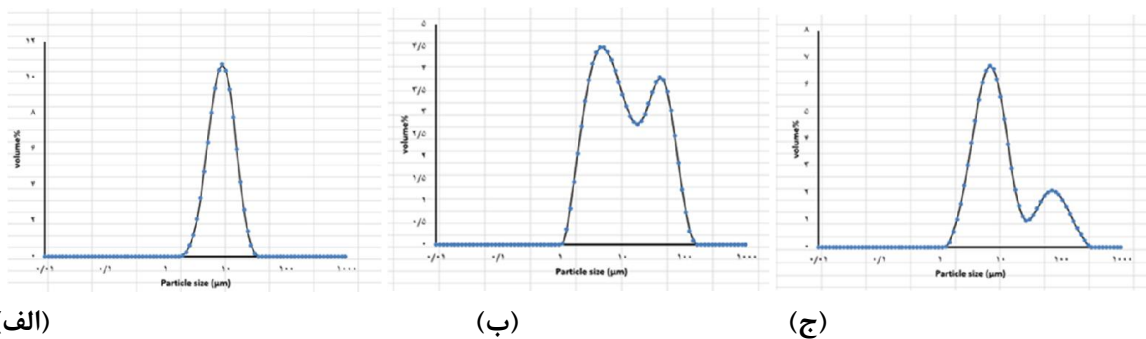 ۱۲
۱۰
۸
۶
۴
۲
۰
volume%
۰/۰۱ ۰/۱ ۱ ۱۰ ۱۰۰ ۱۰۰۰
Particle size (µm)
(الف)
۵
۴/۵
۴
۳/۵
۳
۲/۵
۲
۱/۵
۱
۰/۵
۰
volume%
۰/۰۱ ۰/۱ ۱ ۱۰ ۱۰۰ ۱۰۰۰
Particle size (µm)
(ب)
۸
۷
۶
۵
۴
۳
۲
۱
۰
volume%
۰/۰۱ ۰/۱ ۱ ۱۰ ۱۰۰ ۱۰۰۰
Particle size (µm)
(ج)